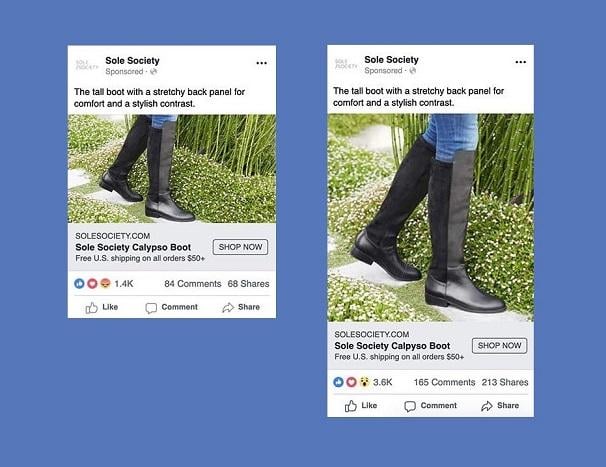 SOLE
SOCIETY
Sole Society
Sponsored ·
The tall boot with a stretchy back panel for
comfort and a stylish contrast.
SOLESOCIETY.COM
Sole Society Calypso Boot
Free U.S. shipping on all orders $50+
SHOP NOW
1.4K
84 Comments 68 Shares
Like
Comment
Share
SOLE
SOCIETY
Sole Society
Sponsored ·
The tall boot with a stretchy back panel for
comfort and a stylish contrast.
SOLESOCIETY.COM
Sole Society Calypso Boot
Free U.S. shipping on all orders $50+
SHOP NOW
3.6K
165 Comments 213 Shares
Like
Comment
Share